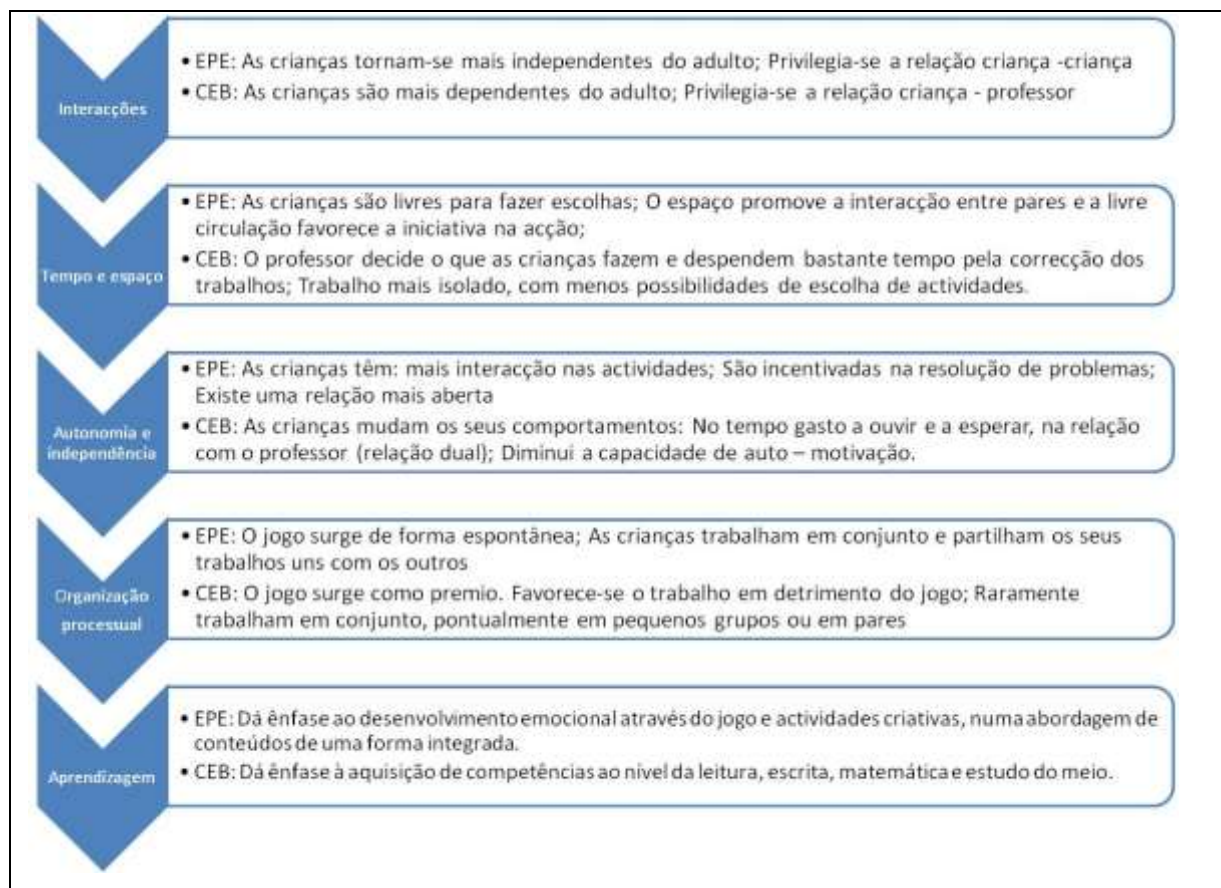 Interacções
• EPE: As crianças tornam-se mais independentes do adulto; Privilegia-se a relação criança -criança
• CEB: As crianças são mais dependentes do adulto; Privilegia-se a relação criança - professor
Tempo e espaço
• EPE: As crianças são livres para fazer escolhas; O espaço promove a interacção entre pares e a livre
circulação favorece a iniciativa na acção;
• CEB: O professor decide o que as crianças fazem e despendem bastante tempo pela correcção dos
trabalhos; Trabalho mais isolado, com menos possibilidades de escolha de actividades.
Autonomia e
independência
• EPE: As crianças têm: mais interacção nas actividades; São incentivadas na resolução de problemas;
Existe uma relação mais aberta
• CEB: As crianças mudam os seus comportamentos: No tempo gasto a ouvir e a esperar, na relação
com o professor (relação dual); Diminui a capacidade de auto – motivação.
Organização
processual
• EPE: O jogo surge de forma espontânea; As crianças trabalham em conjunto e partilham os seus
trabalhos uns com os outros
• CEB: O jogo surge como premio. Favorece-se o trabalho em detrimento do jogo; Raramente
trabalham em conjunto, pontualmente em pequenos grupos ou em pares
Aprendizagem
• EPE: Dá ênfase ao desenvolvimento emocional através do jogo e actividades criativas, numa abordagem de
conteúdos de uma forma integrada.
• CEB: Dá ênfase à aquisição de competências ao nível da leitura, escrita, matemática e estudo do meio.